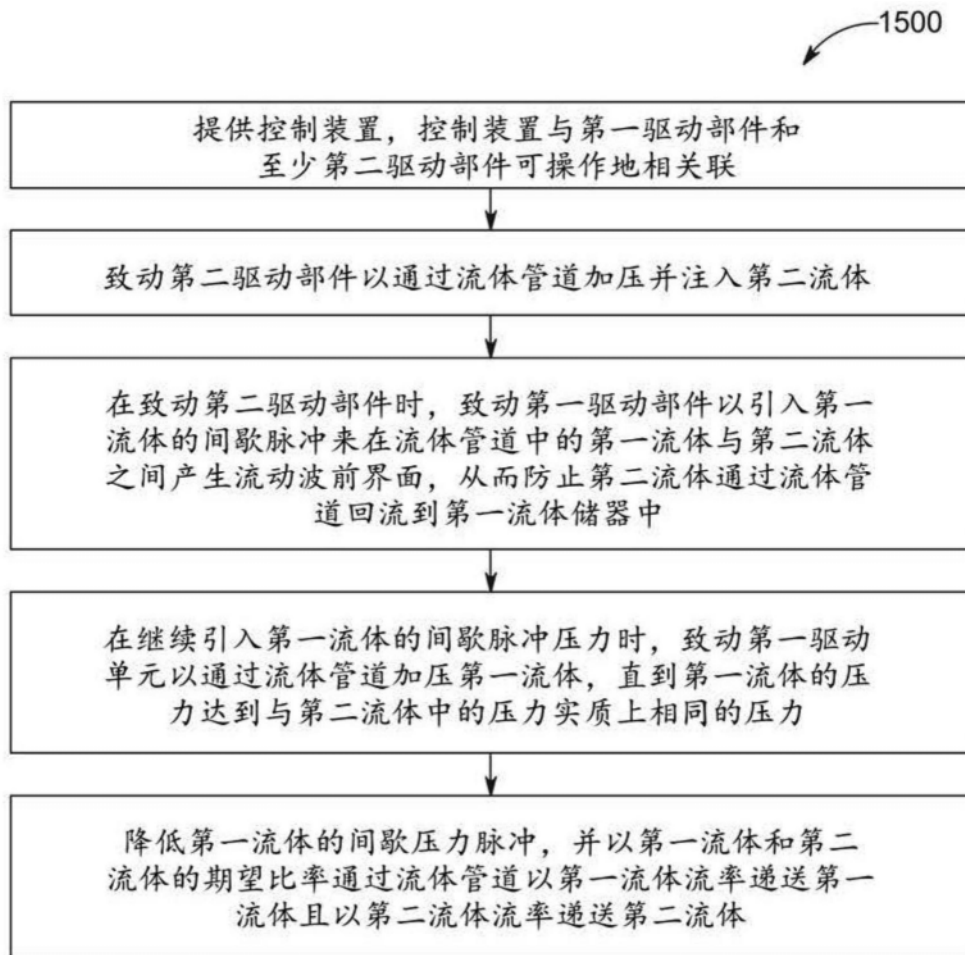 1500
提供控制装置，控制装置与第一驱动部件和
至少第二驱动部件可操作地相关联
致动第二驱动部件以通过流体管道加压并注入第二流体
在致动第二驱动部件时，致动第一驱动部件以引入第一
流体的间歇脉冲来在流体管道中的第一流体与第二流体
之间产生流动波前界面，从而防止第二流体通过流体管
道回流到第一流体储器中
在继续引入第一流体的间歇脉冲压力时，致动第一驱动
单元以通过流体管道加压第一流体，直到第一流体的压
力达到与第二流体中的压力实质上相同的压力
降低第一流体的间歇压力脉冲，并以第一流体和第二
流体的期望比率通过流体管道以第一流体流率递送第一
流体且以第二流体流率递送第二流体